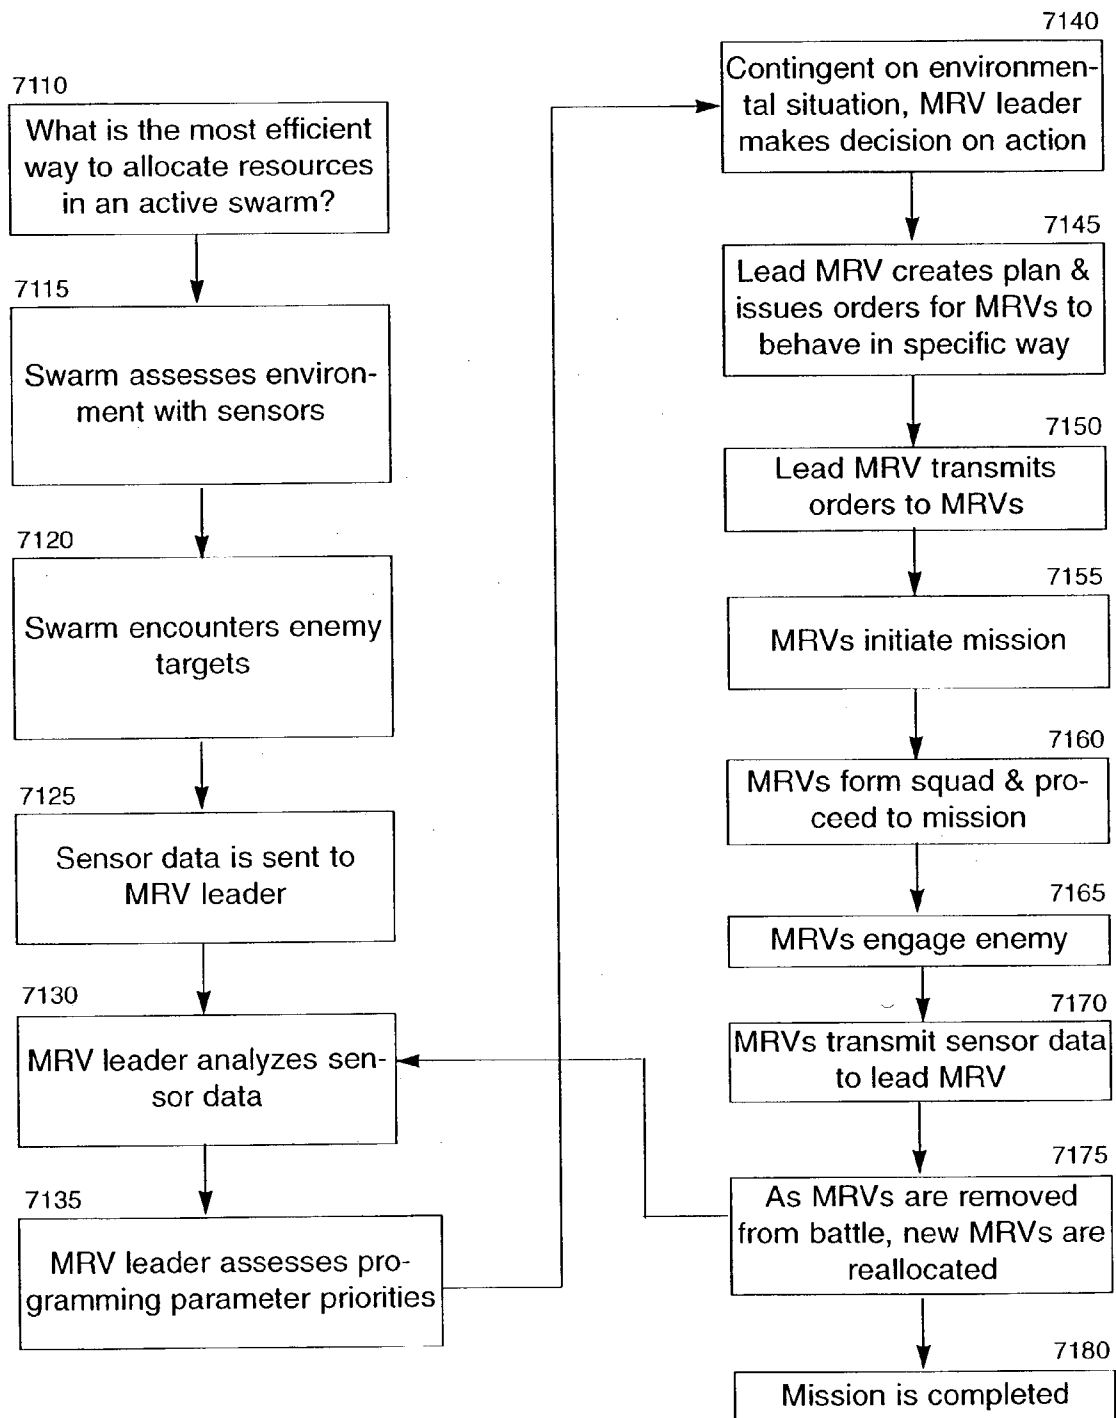 7110
What is the most efficient
way to allocate resources
in an active swarm?
7115
Swarm assesses environ-
ment with sensors
7120
Swarm encounters enemy
targets
7125
Sensor data is sent to
MRV leader
7130
MRV leader analyzes sen-
sor data
7135
MRV leader assesses pro-
gramming parameter priorities
7140
Contingent on environmen-
tal situation, MRV leader
makes decision on action
7145
Lead MRV creates plan &
issues orders for MRVs to
behave in specific way
7150
Lead MRV transmits
orders to MRVs
7155
MRVs initiate mission
7160
MRVs form squad & pro-
ceed to mission
7165
MRVs engage enemy
7170
MRVs transmit sensor data
to lead MRV
7175
As MRVs are removed
from battle, new MRVs are
reallocated
7180
Mission is completed